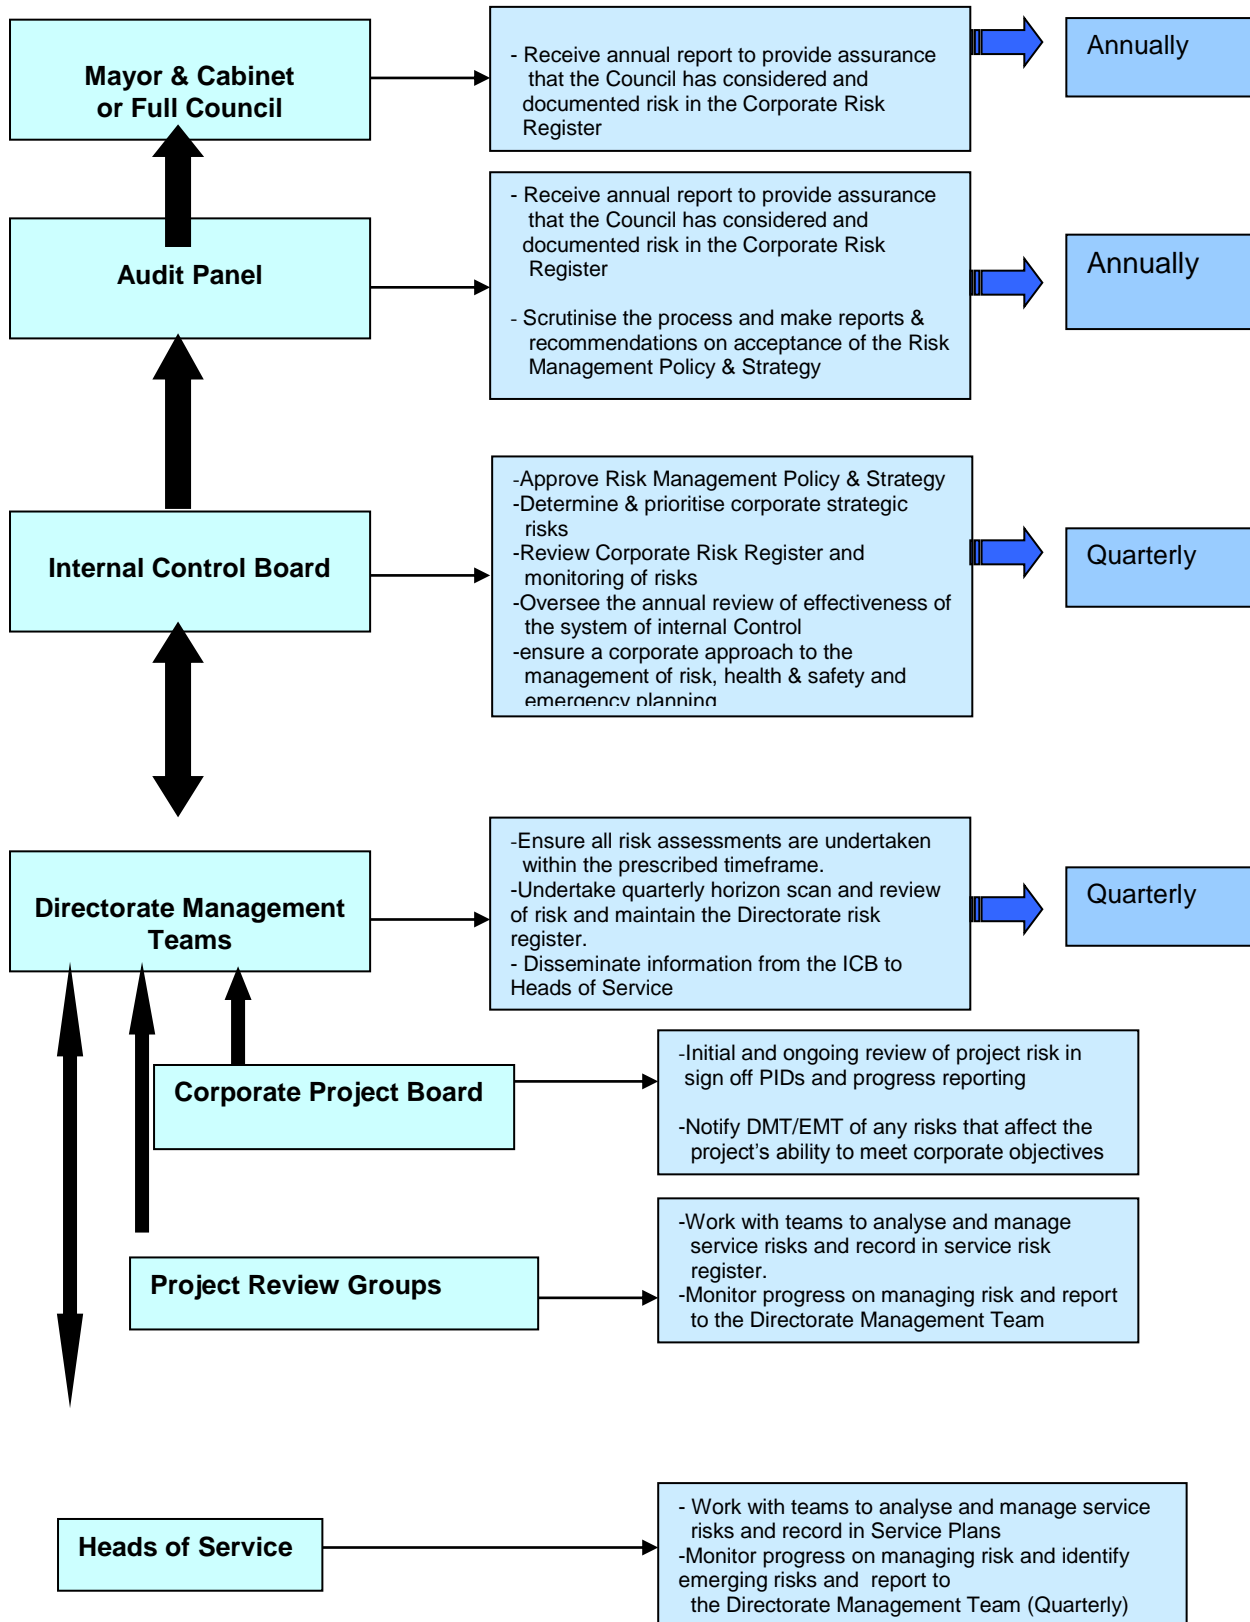 Mayor & Cabinet
or Full Council
- Receive annual report to provide assurance
that the Council has considered and
documented risk in the Corporate Risk
Register
Annually
Audit Panel
- Receive annual report to provide assurance
that the Council has considered and
documented risk in the Corporate Risk
Register
- Scrutinise the process and make reports &
recommendations on acceptance of the Risk
Management Policy & Strategy
Annually
Internal Control Board
-Approve Risk Management Policy & Strategy
-Determine & prioritise corporate strategic
risks
-Review Corporate Risk Register and
monitoring of risks
-Oversee the annual review of effectiveness of
the system of internal Control
-ensure a corporate approach to the
management of risk, health & safety and
emergency planning
Quarterly
Directorate Management
Teams
-Ensure all risk assessments are undertaken
within the prescribed timeframe.
-Undertake quarterly horizon scan and review
of risk and maintain the Directorate risk
register.
- Disseminate information from the ICB to
Heads of Service
Quarterly
Corporate Project Board
-Initial and ongoing review of project risk in
sign off PIDs and progress reporting
-Notify DMT/EMT of any risks that affect the
project’s ability to meet corporate objectives
Project Review Groups
-Work with teams to analyse and manage
service risks and record in service risk
register.
-Monitor progress on managing risk and report
to the Directorate Management Team
Heads of Service
- Work with teams to analyse and manage service
risks and record in Service Plans
-Monitor progress on managing risk and identify
emerging risks and  report to
the Directorate Management Team (Quarterly)